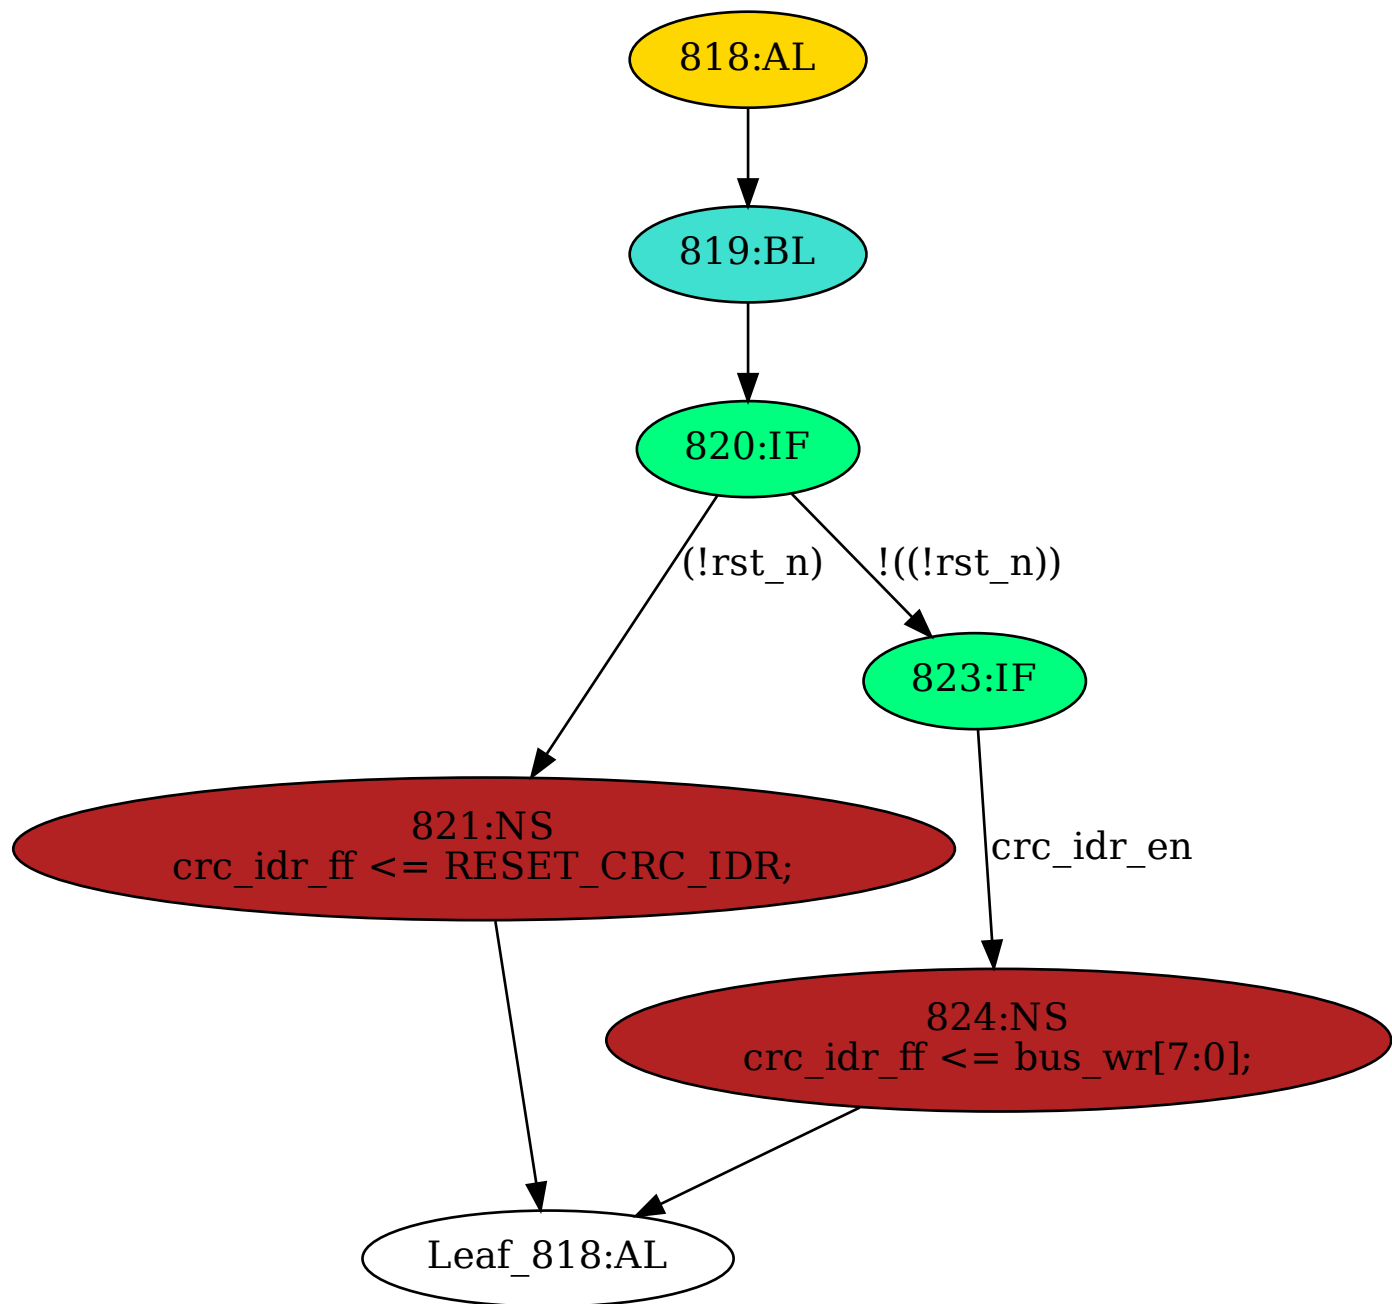 818:AL
819:BL
820:IF
(!rst_n)
!((!rst_n))
823:IF
821:NS
crc_idr_ff <= RESET_CRC_IDR;
crc_idr_en
824:NS
crc_idr_ff <= bus_wr[7:0];
Leaf_818:AL